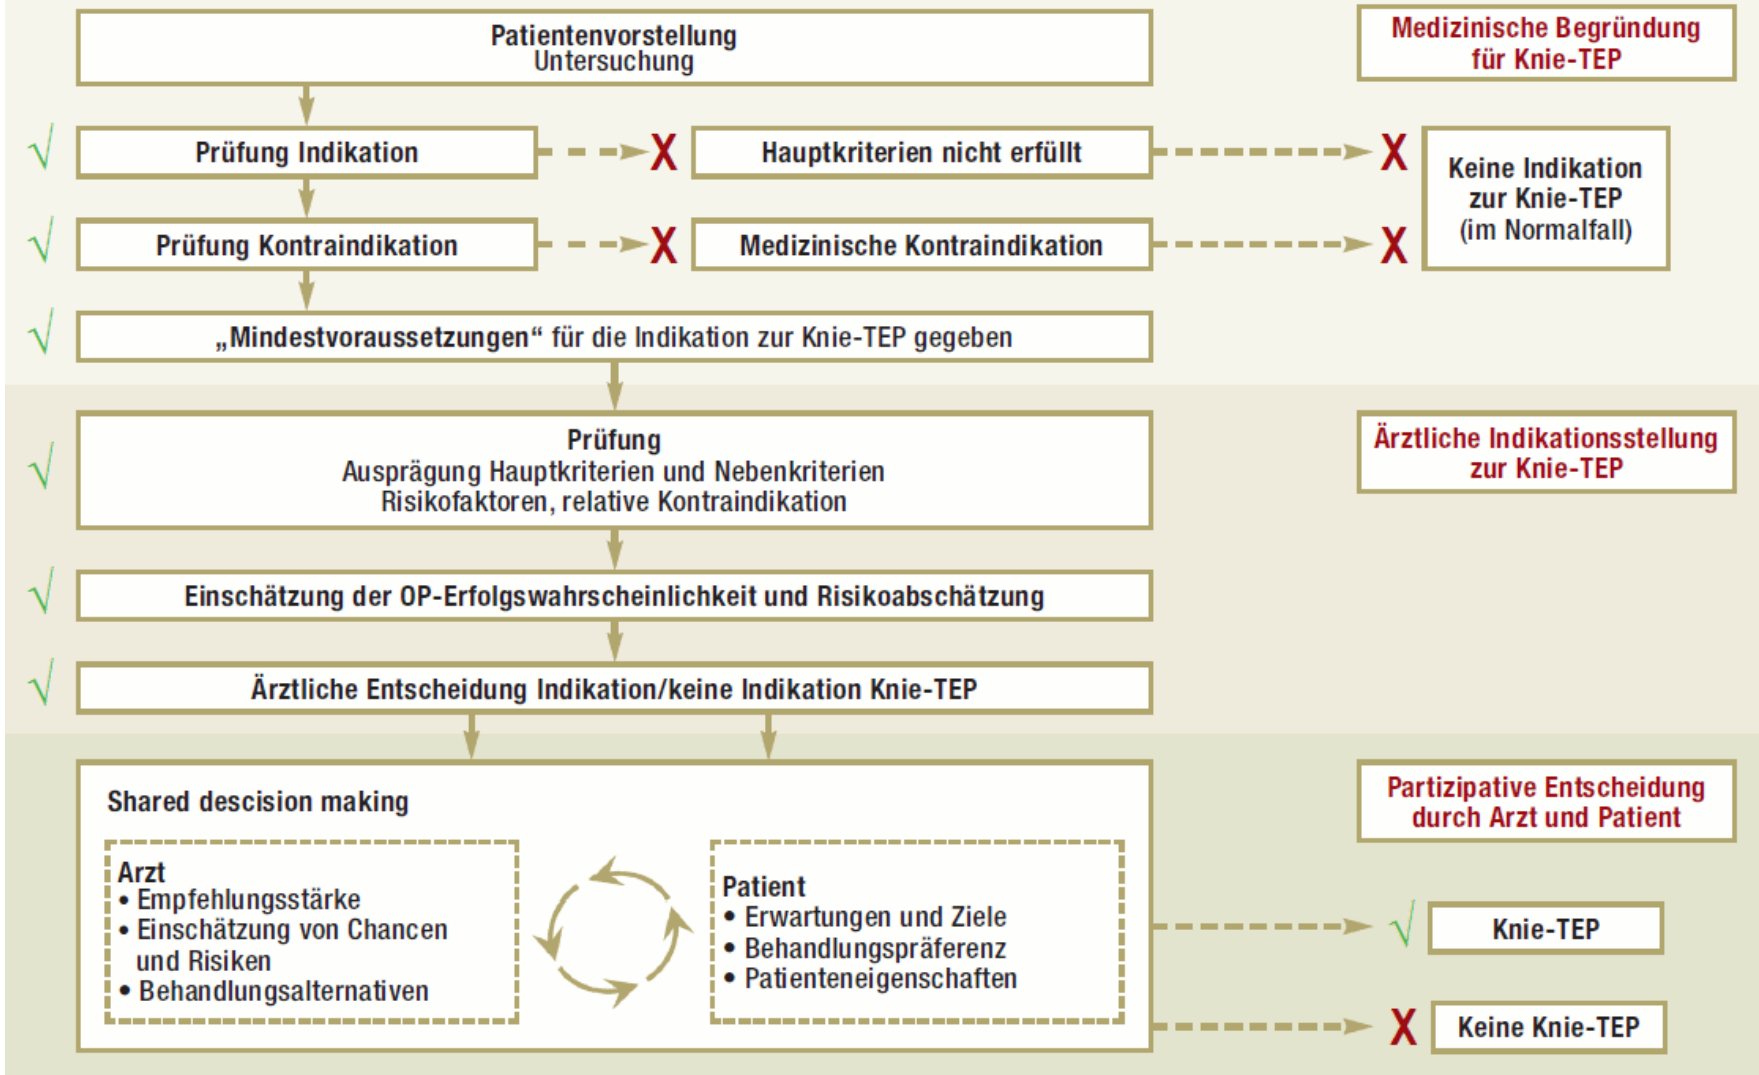 Patientenvorstellung
Untersuchung
Medizinische Begründung
für Knie-TEP
√
Prüfung Indikation
X
Hauptkriterien nicht erfüllt
X
Keine Indikation
zur Knie-TEP
(im Normalfall)
√
Prüfung Kontraindikation
X
Medizinische Kontraindikation
X
√
„Mindestvoraussetzungen“ für die Indikation zur Knie-TEP gegeben
√
Prüfung
Ausprägung Hauptkriterien und Nebenkriterien
Risikofaktoren, relative Kontraindikation
Ärztliche Indikationsstellung
zur Knie-TEP
√
Einschätzung der OP-Erfolgswahrscheinlichkeit und Risikoabschätzung
√
Ärztliche Entscheidung Indikation/keine Indikation Knie-TEP
Shared descision making
Arzt
• Empfehlungsstärke
• Einschätzung von Chancen
und Risiken
• Behandlungsalternativen
Patient
• Erwartungen und Ziele
• Behandlungspräferenz
• Patienteneigenschaften
Partizipative Entscheidung
durch Arzt und Patient
√
Knie-TEP
X
Keine Knie-TEP